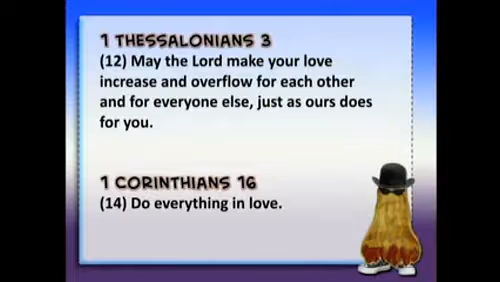 1 THESSALONIANS 3
(12) May the Lord make your love
increase and overflow for each other
and for everyone else, just as ours does
for you.
1 CORINTHIANS 16
(14) Do everything in love.